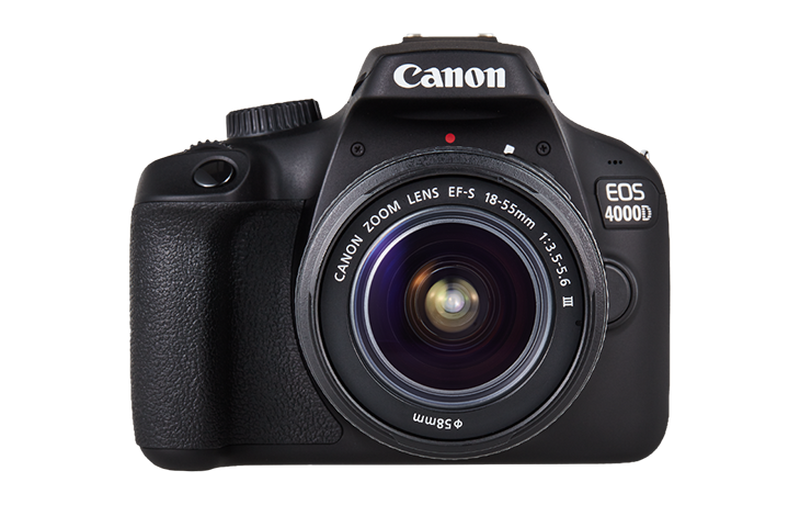 Canon
EOS
4000D
CANON ZOOM LENS EF-S 18-55mm 1:3.5-5.6 III
φ58mm